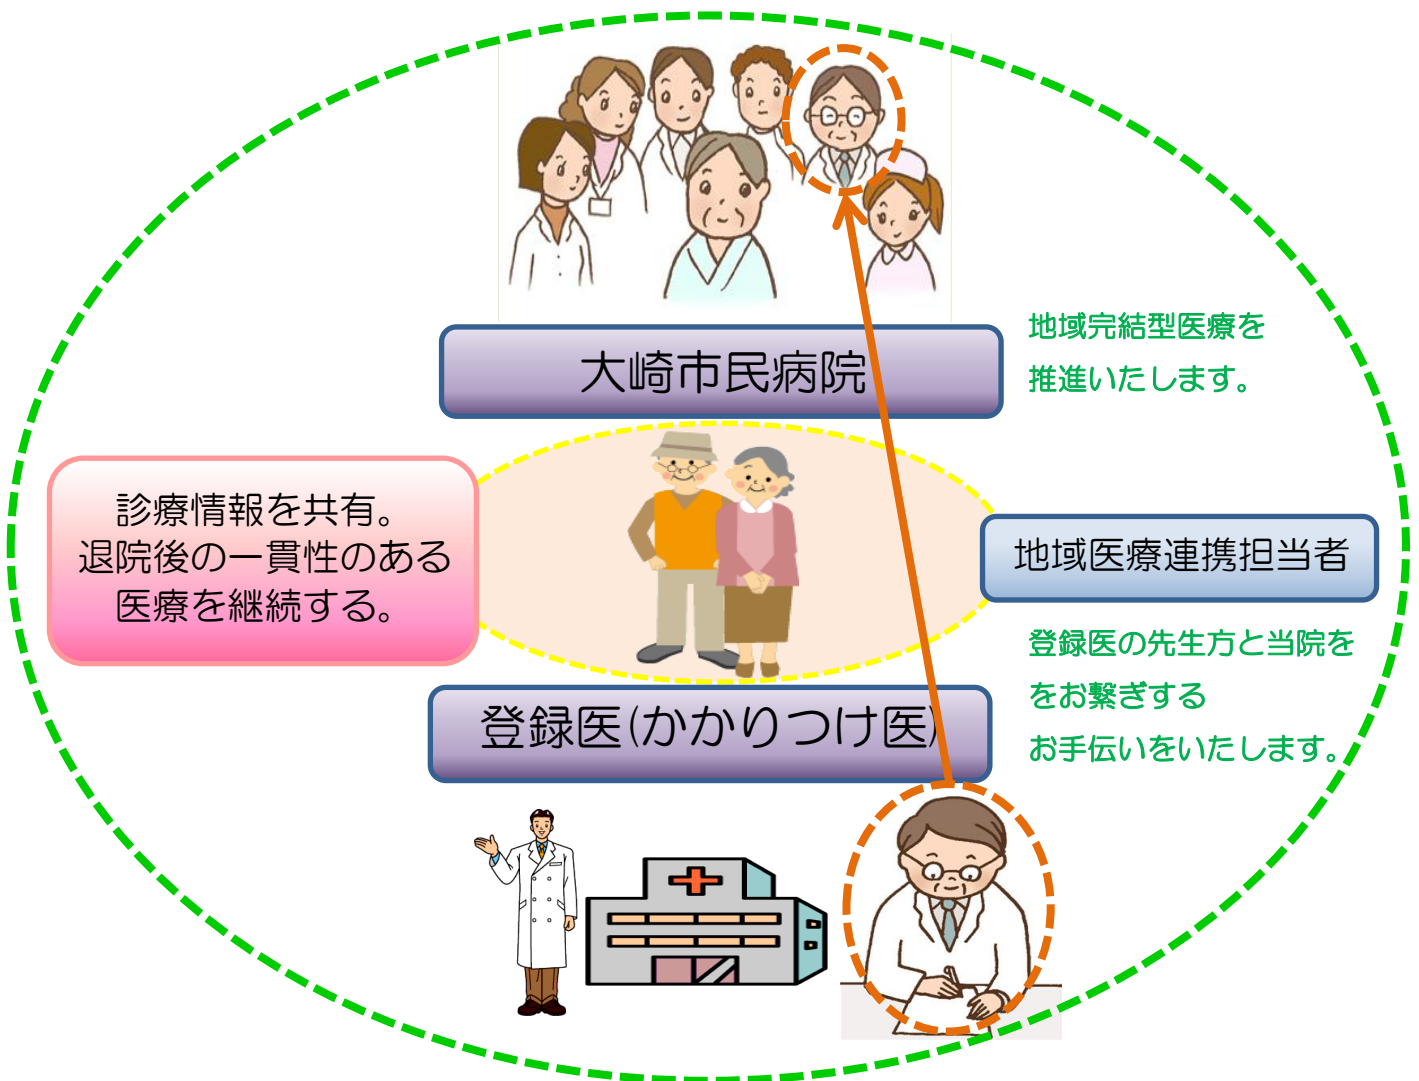 大崎市民病院
地域完結型医療を
推進いたします。
診療情報を共有。
退院後の一貫性のある
医療を継続する。
地域医療連携担当者
登録医の先生方と当院を
をお繋ぎする
お手伝いをいたします。
登録医(かかりつけ医)